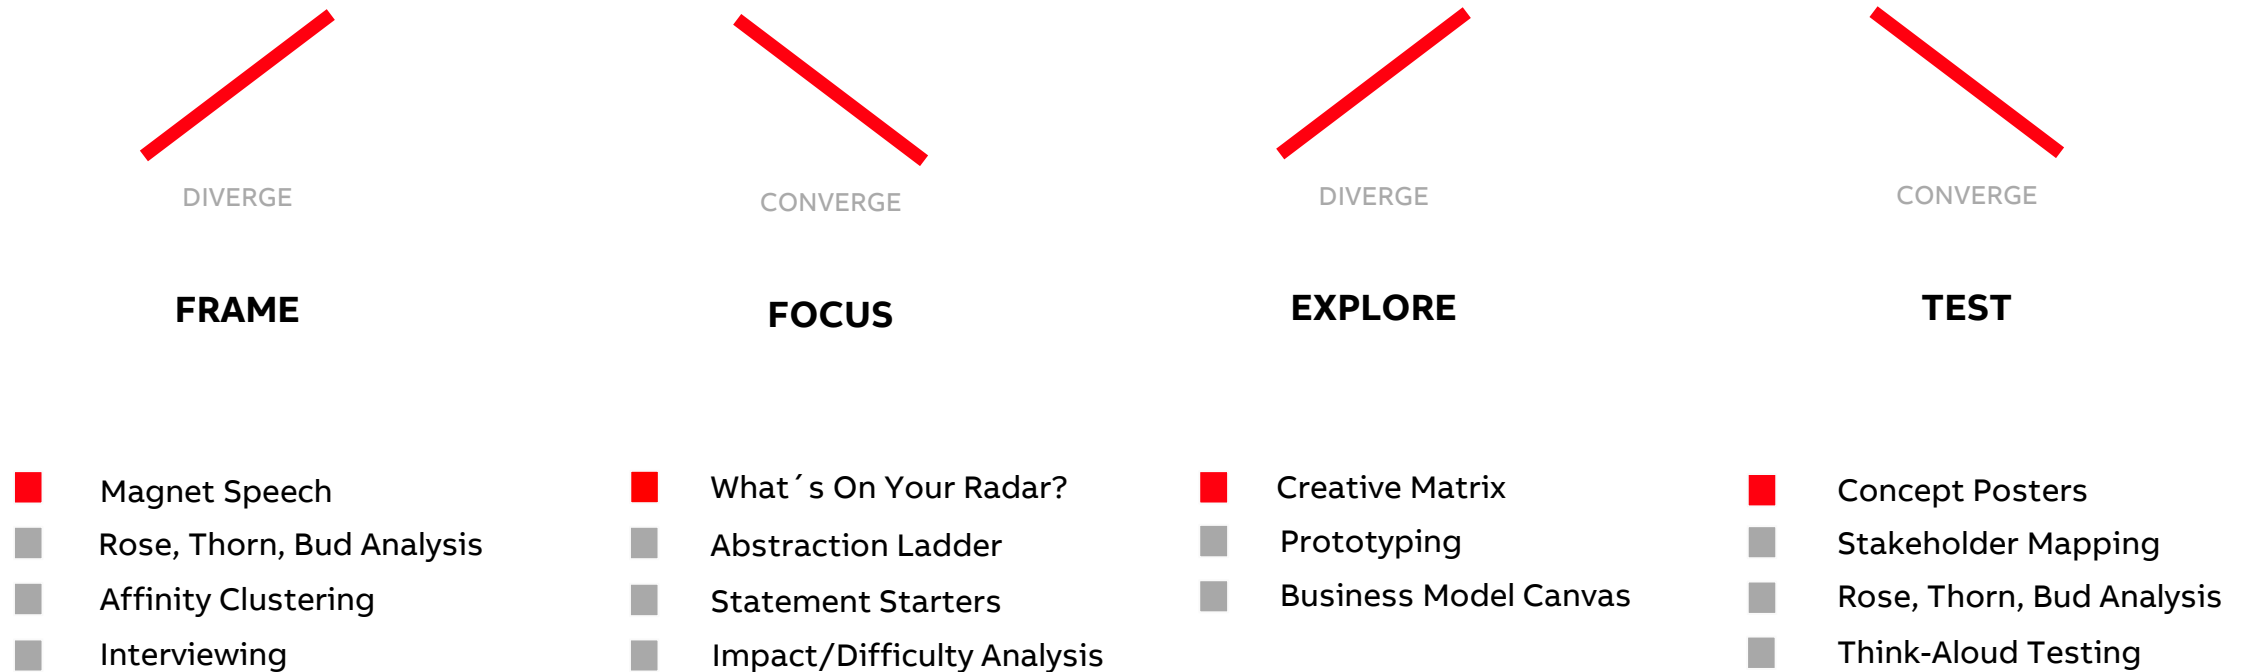 DIVERGE
FRAME
Magnet Speech
Rose, Thorn, Bud Analysis
Affinity Clustering
Interviewing
CONVERGE
FOCUS
What´s On Your Radar?
Abstraction Ladder
Statement Starters
Impact/Difficulty Analysis
DIVERGE
EXPLORE
Creative Matrix
Prototyping
Business Model Canvas
CONVERGE
TEST
Concept Posters
Stakeholder Mapping
Rose, Thorn, Bud Analysis
Think-Aloud Testing